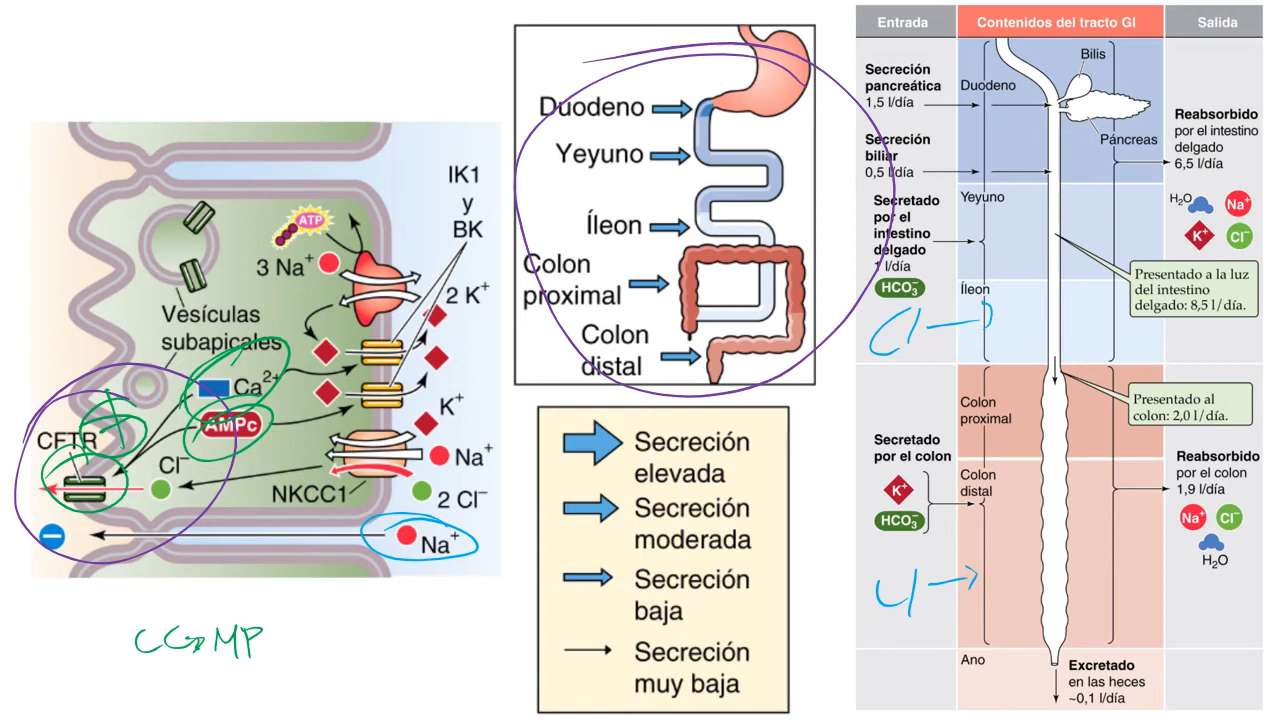 IK1
y
BK
ATP
3 Na+
2 K+
Vesículas
subapicales
Ca2+
AMPc
K+
CFTR
Cl−
Na+
NKCC1
2 Cl−
Na+
CGMP
Duodeno
Yeyuno
Íleon
Colon
proximal
Colon
distal
Secreción
elevada
Secreción
moderada
Secreción
baja
Secreción
muy baja
Entrada
Contenidos del tracto GI
Salida
Secreción
pancreática
1,5 l/día
Secreción
biliar
0,5 l/día
Secretado
por el
intestino
delgado
1 l/día
HCO3−
Cl−
Secretado
por el colon
K+
HCO3−
Cl
Duodeno
Bilis
Páncreas
Yeyuno
Íleon
Presentado a la luz
del intestino
delgado: 8,5 l/día.
Colon
proximal
Presentado al
colon: 2,0 l/día.
Colon
distal
Ano
Excretado
en las heces
~0,1 l/día
Reabsorbido
por el intestino
delgado
6,5 l/día
H2O
Na+
K+
Cl−
Reabsorbido
por el colon
1,9 l/día
Na+
Cl−
H2O